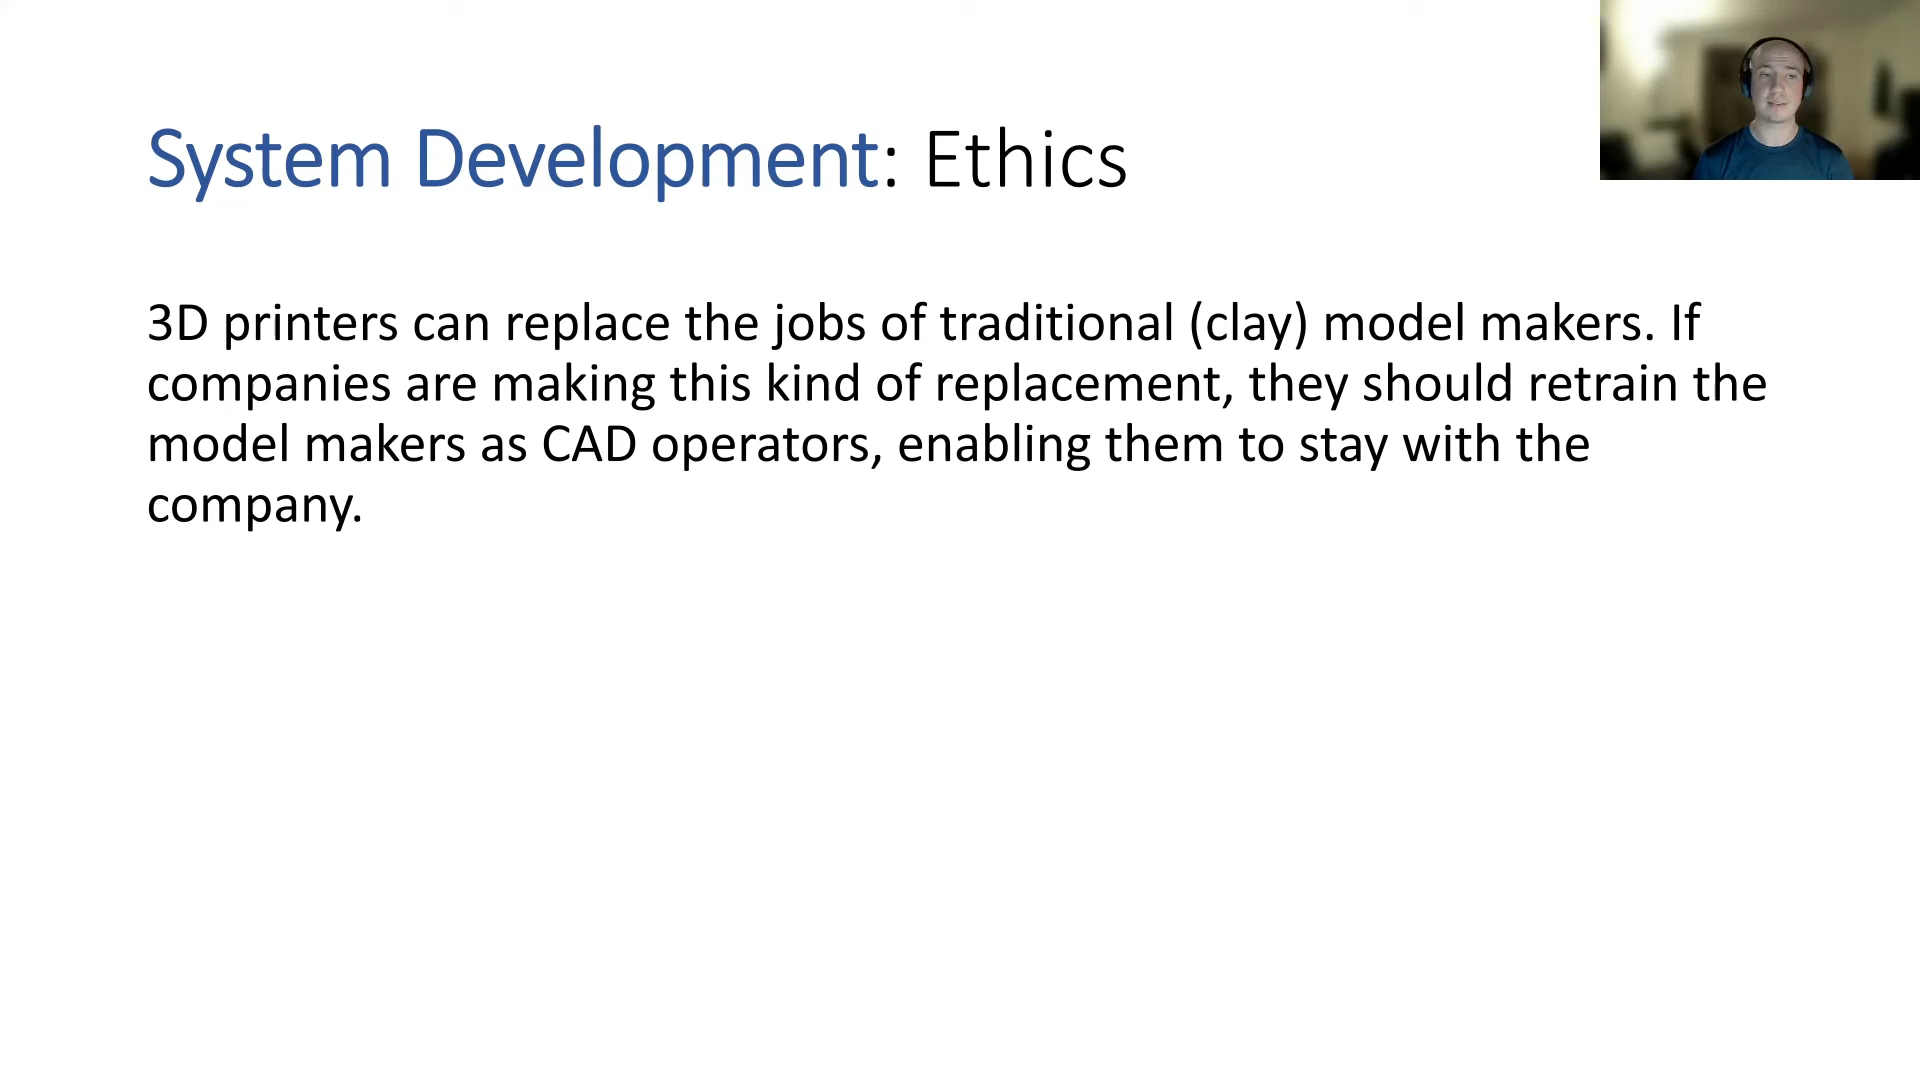 System Development: Ethics
3D printers can replace the jobs of traditional (clay) model makers. If
companies are making this kind of replacement, they should retrain the
model makers as CAD operators, enabling them to stay with the
company.